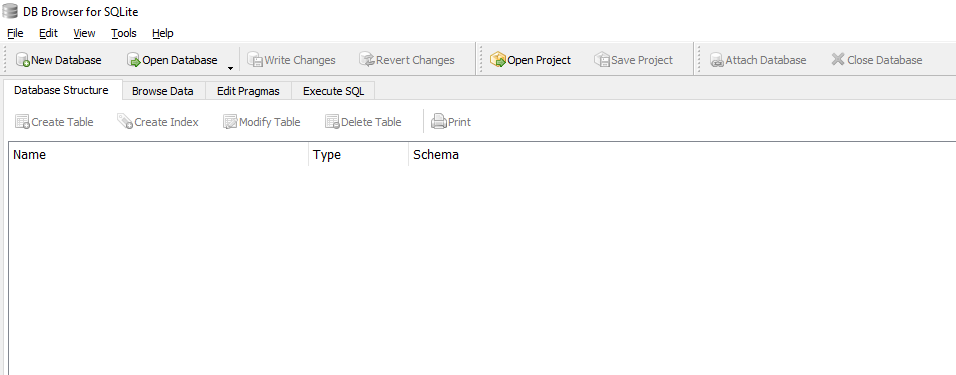 DB Browser for SQLite
File Edit View Tools Help
New Database Open Database Write Changes Revert Changes Open Project Save Project Attach Database Close Database
Database Structure Browse Data Edit Pragmas Execute SQL
Create Table Create Index Modify Table Delete Table Print
Name Type Schema